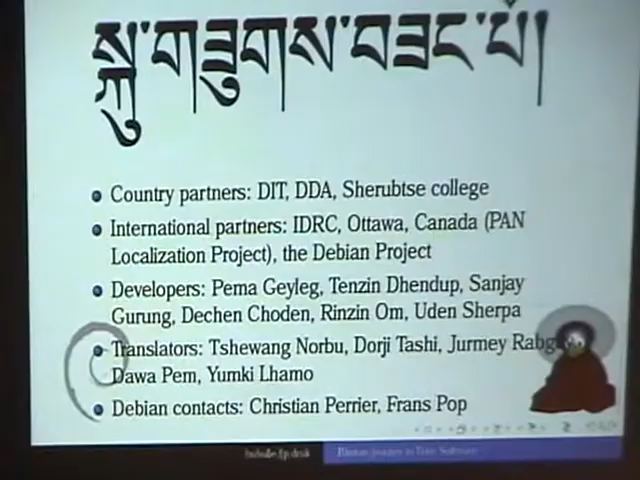 སྐུ་གཟུགས་བཟང་པོ།
Country partners: DIT, DDA, Sherubtse college
International partners: IDRC, Ottawa, Canada (PAN
Localization Project), the Debian Project
Developers: Pema Geyleg, Tenzin Dhendup, Sanjay
Gurung, Dechen Choden, Rinzin Om, Uden Sherpa
Translators: Tshewang Norbu, Dorji Tashi, Jurmey
Dawa Pem, Yumki Lhamo
Debian contacts: Christian Perrier, Frans Pop